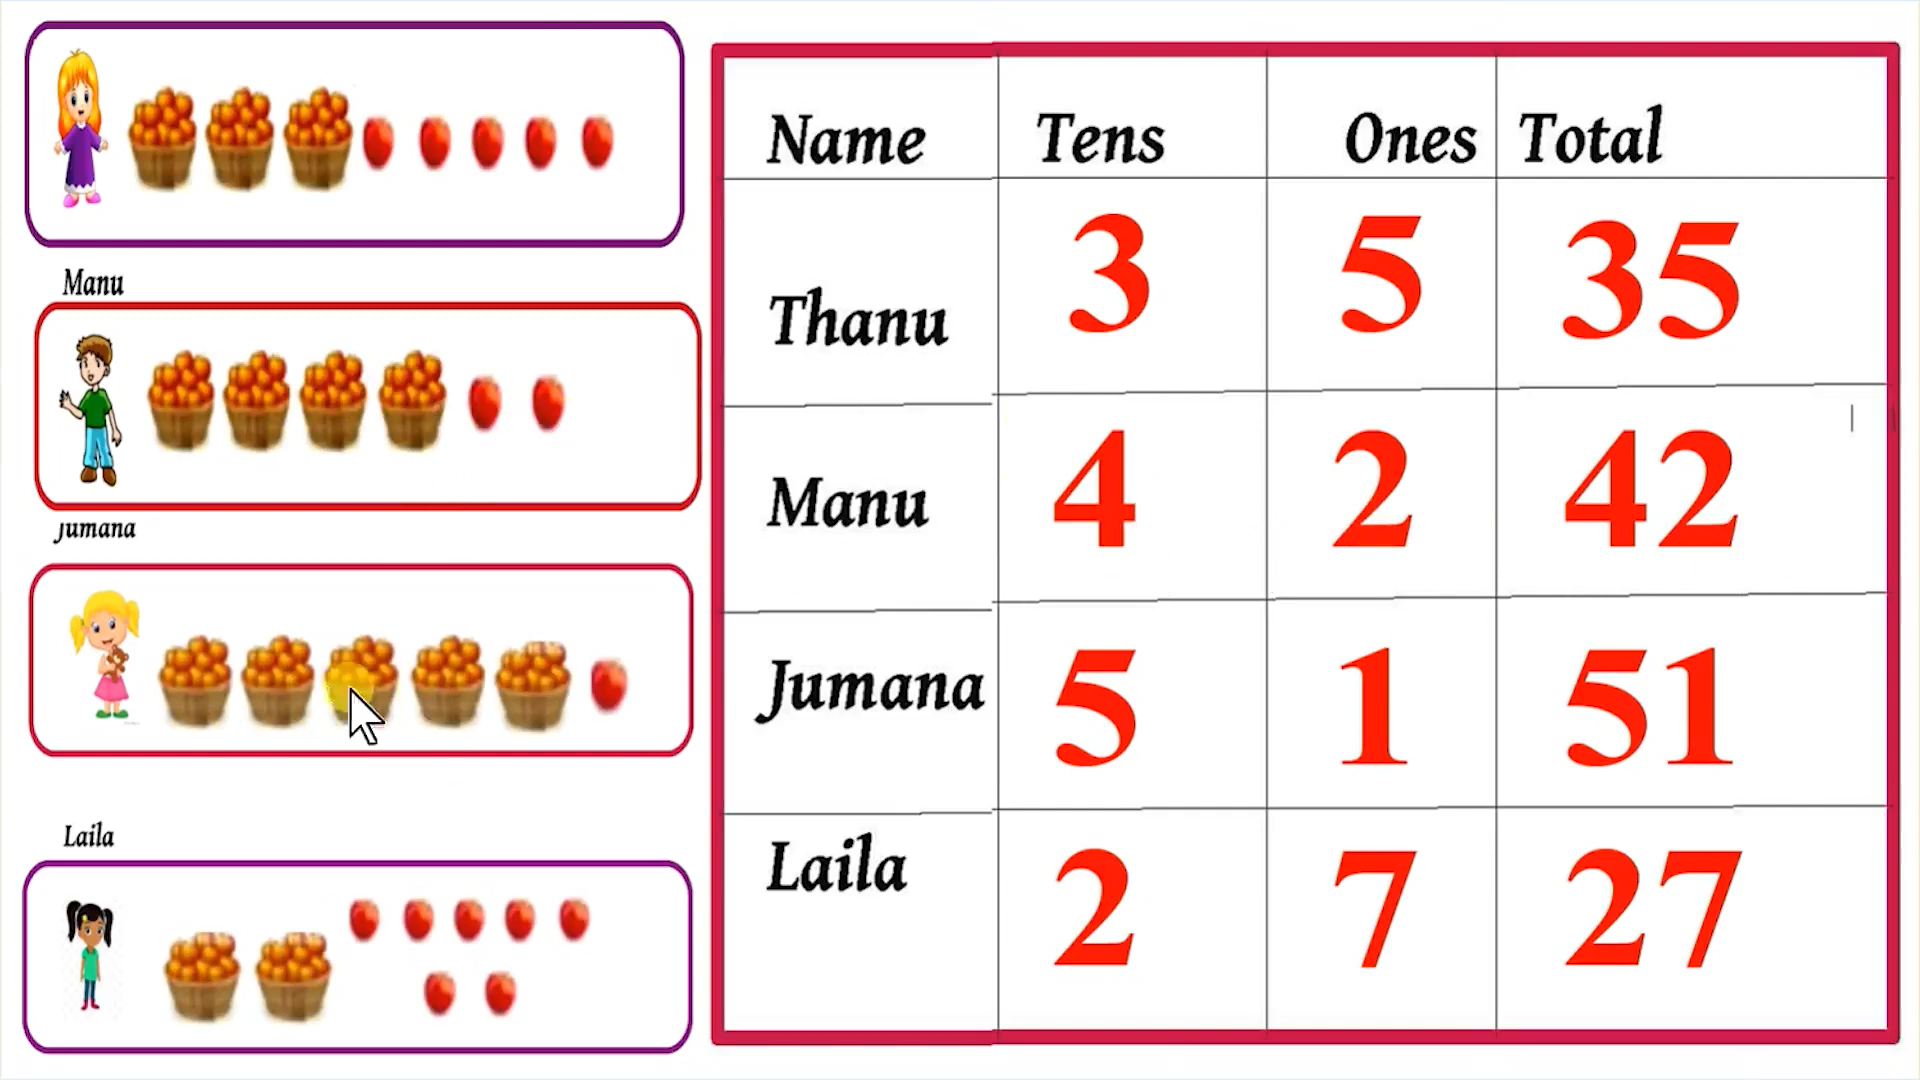 Manu
Jumana
Laila
Name Tens Ones Total
Thanu 3 5 35
Manu 4 2 42
Jumana 5 1 51
Laila 2 7 27